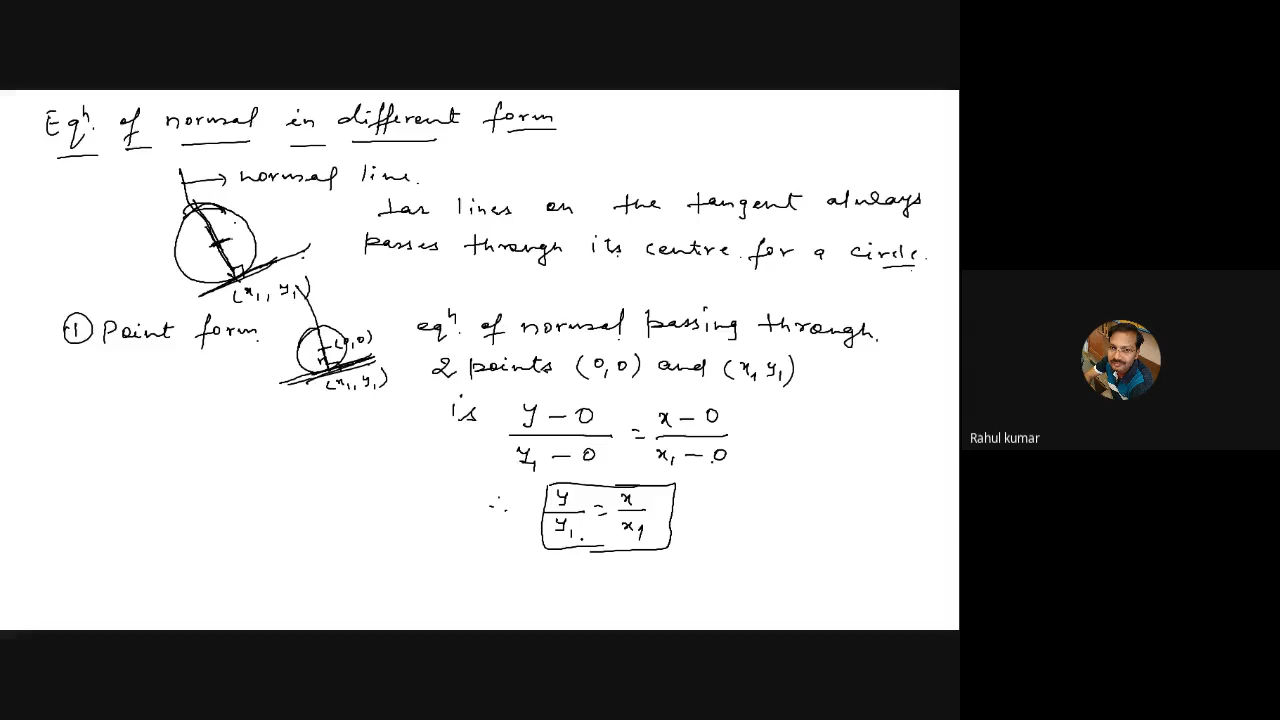 Eqⁿ. of normal in different form
normal line.
⊥ar lines on the tangent always
passes through its centre for a circle.
(x₁, y₁)
① Point form.
(0,0)
(x₁, y₁)
eqⁿ. of normal passing through.
2 points (0,0) and (x₁ y₁)
is
y - 0 / y₁ - 0 = x - 0 / x₁ - 0
∴ y / y₁ = x / x₁
Rahul kumar